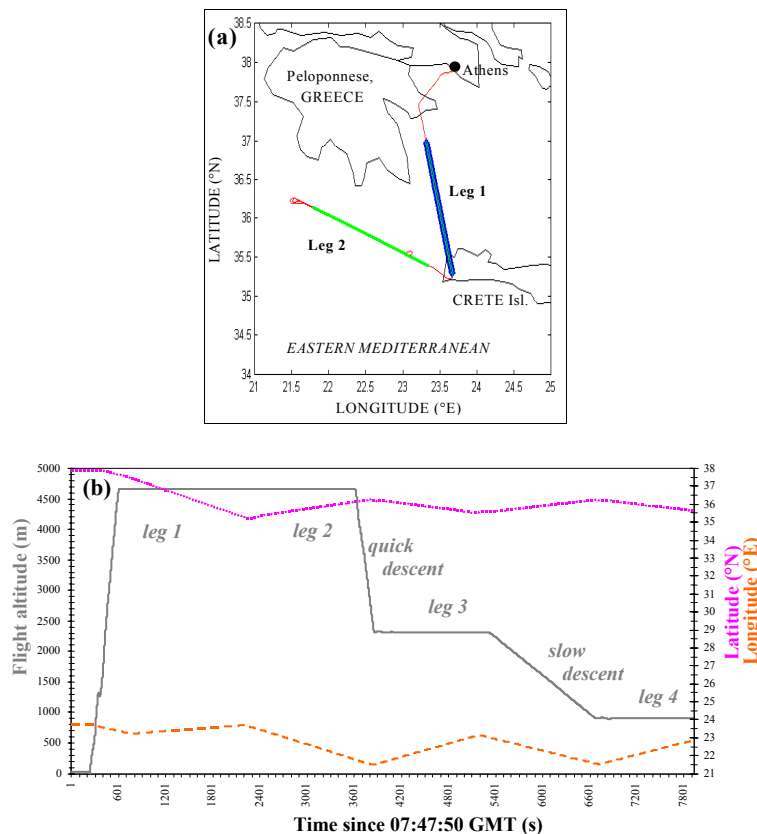 (a)
38.5
38
37.5
37
36.5
36
35.5
35
34.5
34
LATITUDE (°N)
Peloponnese,
GREECE
Athens
Leg 1
Leg 2
CRETE Isl.
EASTERN MEDITERRANEAN
21 21.5 22 22.5 23 23.5 24 24.5 25
LONGITUDE (°E)
(b)
5000
4500
4000
3500
3000
2500
2000
1500
1000
500
0
Flight altitude (m)
leg 1
leg 2
quick
descent
leg 3
slow
descent
leg 4
38
37
36
35
34
33
32
31
30
29
28
27
26
25
24
23
22
21
Latitude (°N)
Longitude (°E)
1 601 1201 1801 2401 3001 3601 4201 4801 5401 6001 6601 7201 7801
Time since 07:47:50 GMT (s)